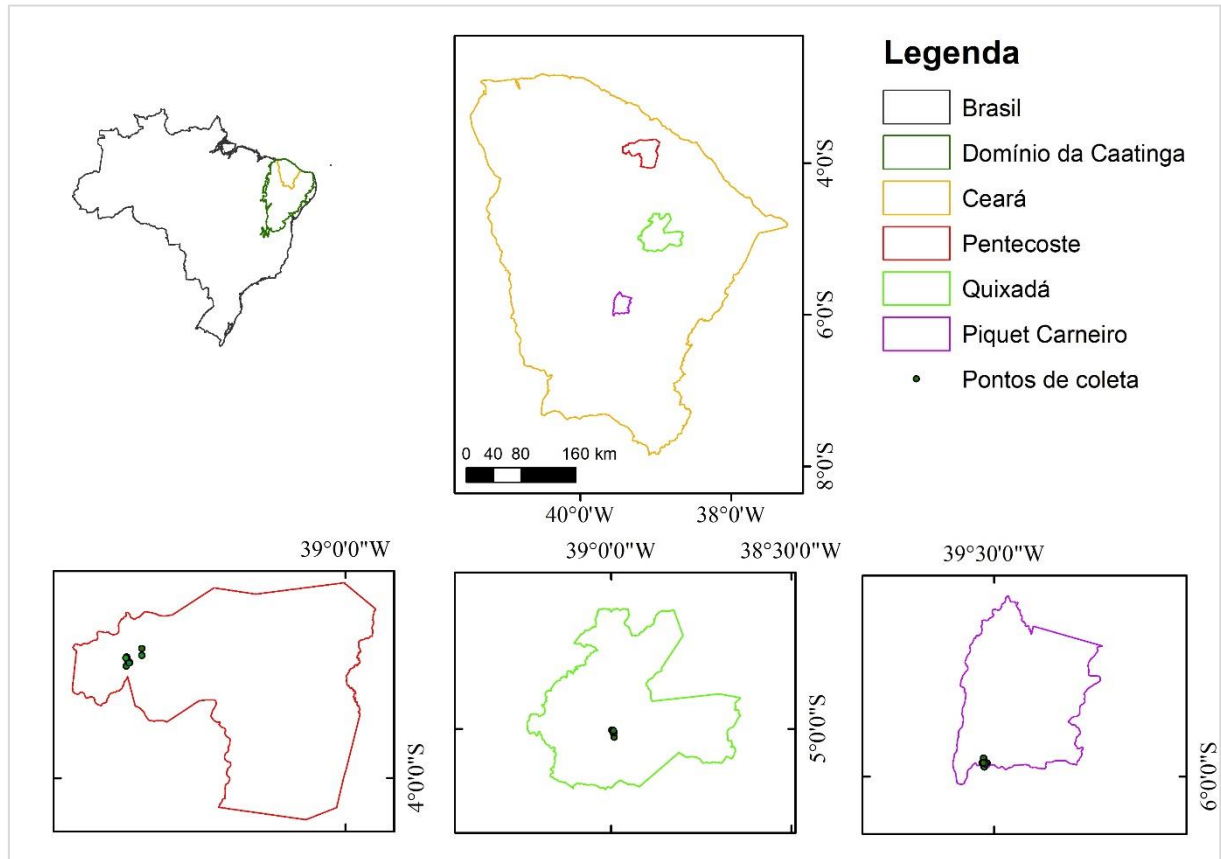 Legenda
Brasil
Domínio da Caatinga
Ceará
Pentecoste
Quixadá
Piquet Carneiro
Pontos de coleta
4°0'S
6°0'S
8°0'S
0 40 80 160 km
40°0'W 38°0'W
39°0'0"W
4°0'0"S
39°0'0"W 38°30'0"W
5°0'0"S
39°30'0"W
6°0'0"S